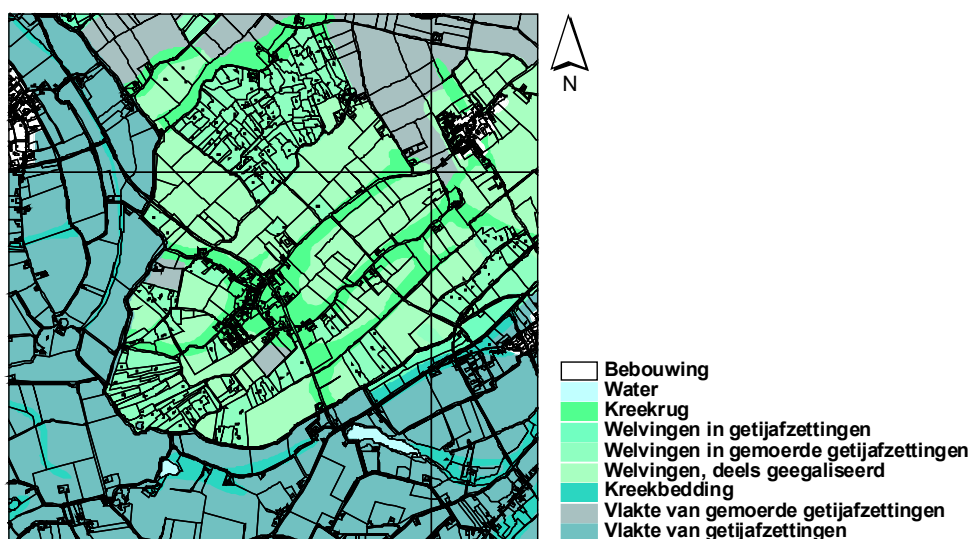 N
Bebouwing
Water
Kreekrug
Welvingen in getijafzettingen
Welvingen in gemoerde getijafzettingen
Welvingen, deels geegaliseerd
Kreekbedding
Vlakte van gemoerde getijafzettingen
Vlakte van getijafzettingen